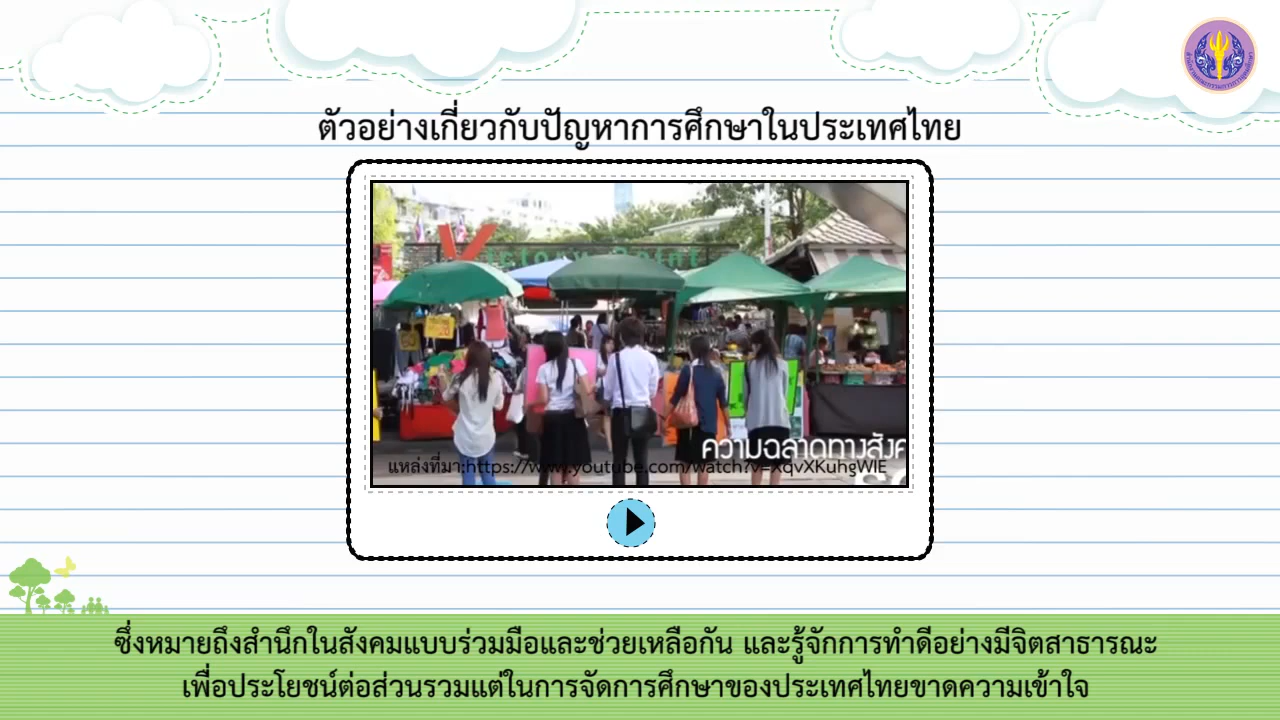 ตัวอย่างเกี่ยวกับปัญหาการศึกษาในประเทศไทย
Victory Point
ความฉลาดทางสังค
แหล่งที่มา:https://www.youtube.com/watch?v=XqvXKuhgWIE
ซึ่งหมายถึงสำนึกในสังคมแบบร่วมมือและช่วยเหลือกัน และรู้จักการทำดีอย่างมีจิตสาธารณะ
เพื่อประโยชน์ต่อส่วนรวมแต่ในการจัดการศึกษาของประเทศไทยขาดความเข้าใจ